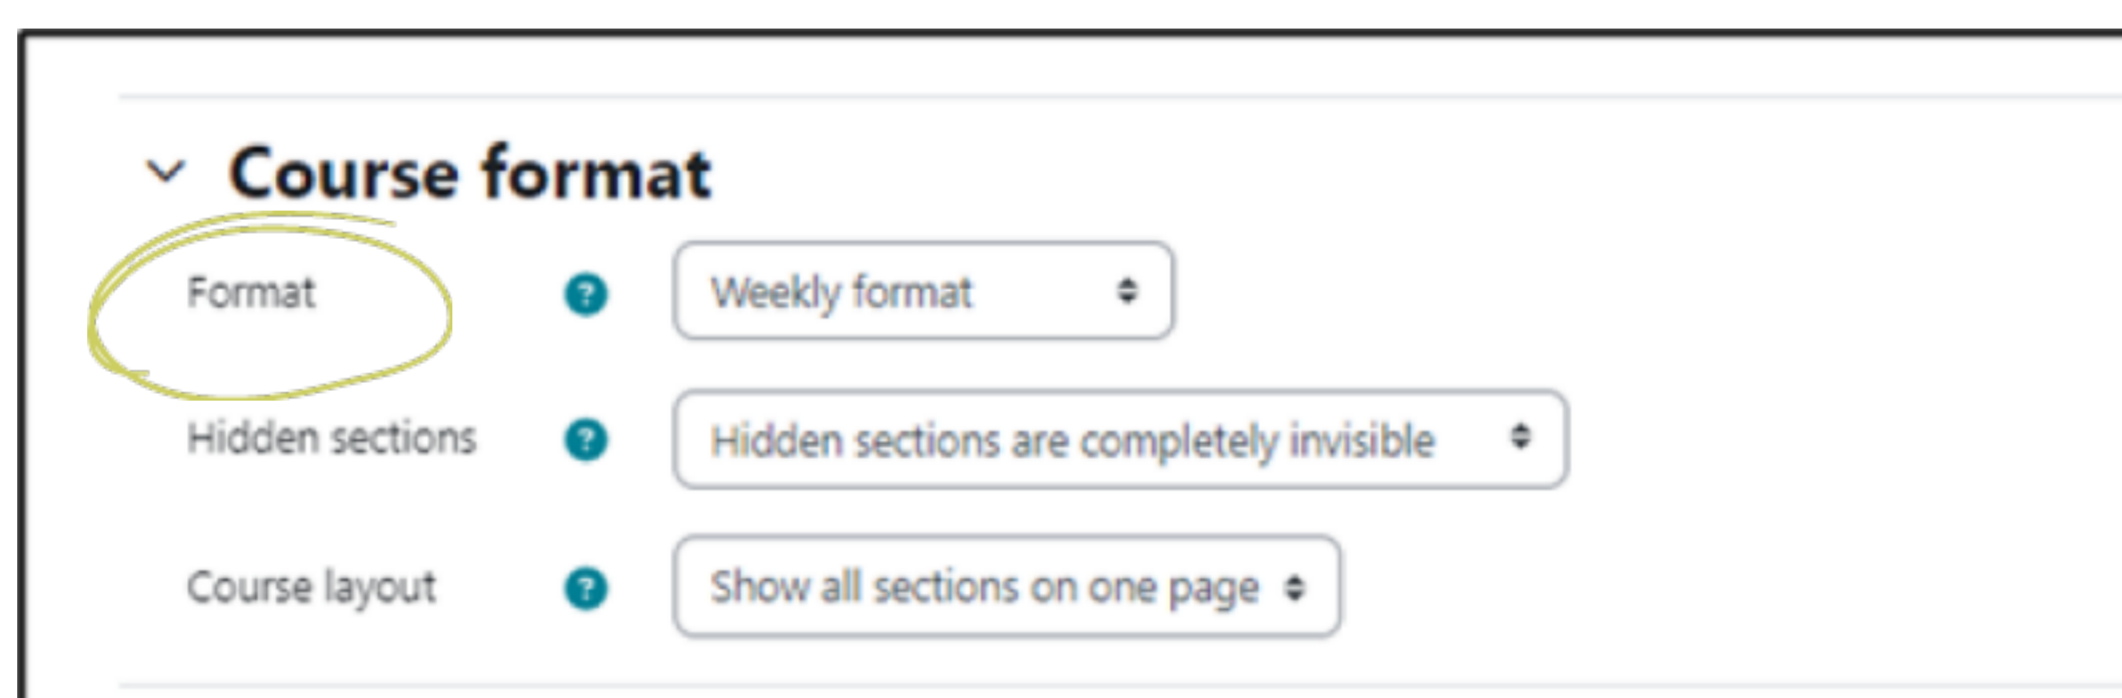 Course format
Format ? Weekly format
Hidden sections ? Hidden sections are completely invisible
Course layout ? Show all sections on one page